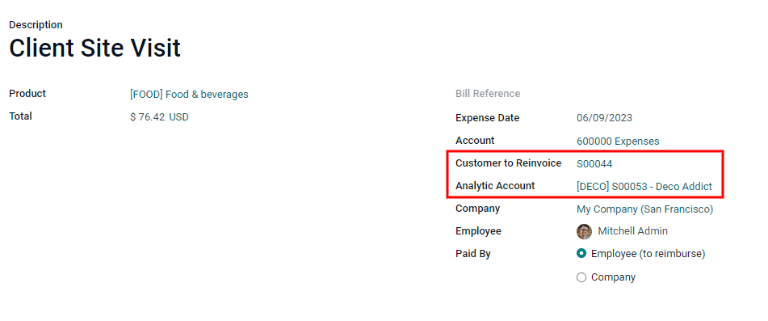 Description
Client Site Visit
Product [FOOD] Food & beverages
Total $ 76.42 USD
Bill Reference
Expense Date 06/09/2023
Account 600000 Expenses
Customer to Reinvoice S00044
Analytic Account [DECO] S00053 - Deco Addict
Company My Company (San Francisco)
Employee Mitchell Admin
Paid By Employee (to reimburse)
Company